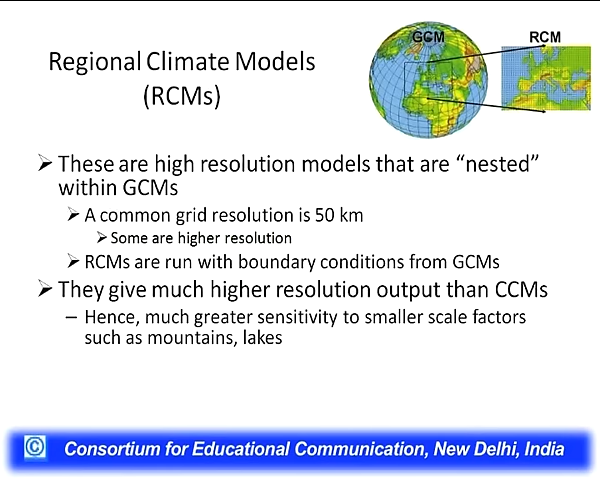 GCM
RCM
Regional Climate Models
(RCMs)
➢ These are high resolution models that are “nested”
within GCMs
➢ A common grid resolution is 50 km
➢ Some are higher resolution
➢ RCMs are run with boundary conditions from GCMs
➢ They give much higher resolution output than CCMs
– Hence, much greater sensitivity to smaller scale factors
such as mountains, lakes
© Consortium for Educational Communication, New Delhi, India